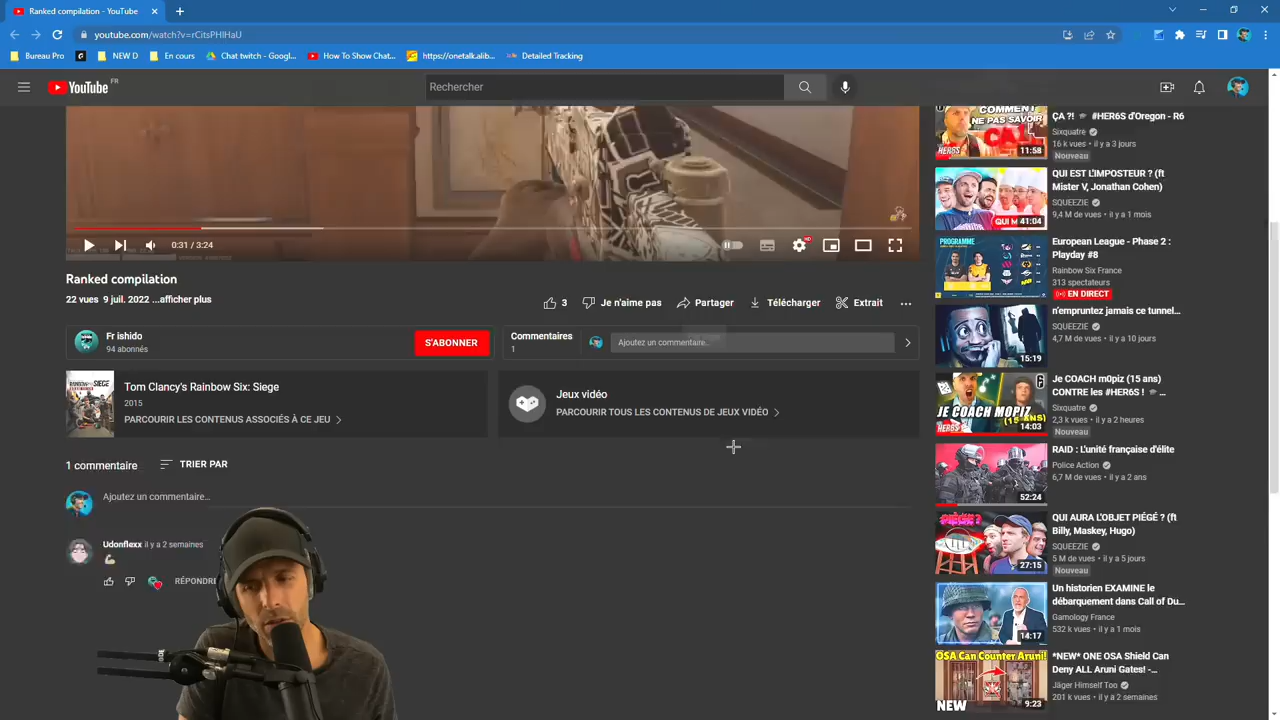 Ranked compilation - YouTube
youtube.com/watch?v=rCitsPHIHaU
Bureau Pro
NEW D
En cours
Chat twitch - Googl...
How To Show Chat...
https://onetalk.alib...
Detailed Tracking
YouTube FR
Rechercher
0:31 / 3:24
Ranked compilation
22 vues 9 juil. 2022 ...afficher plus
3
Je n'aime pas
Partager
Télécharger
Extrait
Fr ishido
94 abonnés
S'ABONNER
Commentaires
1
Ajoutez un commentaire...
Tom Clancy's Rainbow Six: Siege
2015
PARCOURIR LES CONTENUS ASSOCIÉS À CE JEU
Jeux vidéo
PARCOURIR TOUS LES CONTENUS DE JEUX VIDÉO
1 commentaire
TRIER PAR
Ajoutez un commentaire...
Udonflexx il y a 2 semaines
RÉPONDRE
COMMENT
NE PAS SAVOIR
11:58
ÇA ?! #HER6S d'Oregon - R6
Sixquatre
16 k vues • il y a 3 jours
Nouveau
41:04
QUI EST L'IMPOSTEUR ? (ft
Mister V, Jonathan Cohen)
SQUEEZIE
9,4 M de vues • il y a 1 mois
PROGRAMME
European League - Phase 2 :
Playday #8
Rainbow Six France
313 spectateurs
EN DIRECT
15:19
n'empruntez jamais ce tunnel...
SQUEEZIE
4,7 M de vues • il y a 10 jours
JE COACH MOPIZ
(15 ANS)
14:03
Je COACH m0piz (15 ans)
CONTRE les #HER6S !
Sixquatre
2,3 k vues • il y a 2 heures
Nouveau
52:24
RAID : L'unité française d'élite
Police Action
6,7 M de vues • il y a 2 ans
27:15
QUI AURA L'OBJET PIÉGÉ ? (ft
Billy, Maskey, Hugo)
SQUEEZIE
5 M de vues • il y a 5 jours
Nouveau
14:17
Un historien EXAMINE le
débarquement dans Call of Du...
Gamology France
532 k vues • il y a 1 mois
OSA Can Counter Aruni!
NEW
9:23
*NEW* ONE OSA Shield Can
Deny ALL Aruni Gates! -...
Jäger Himself Too
201 k vues • il y a 2 semaines